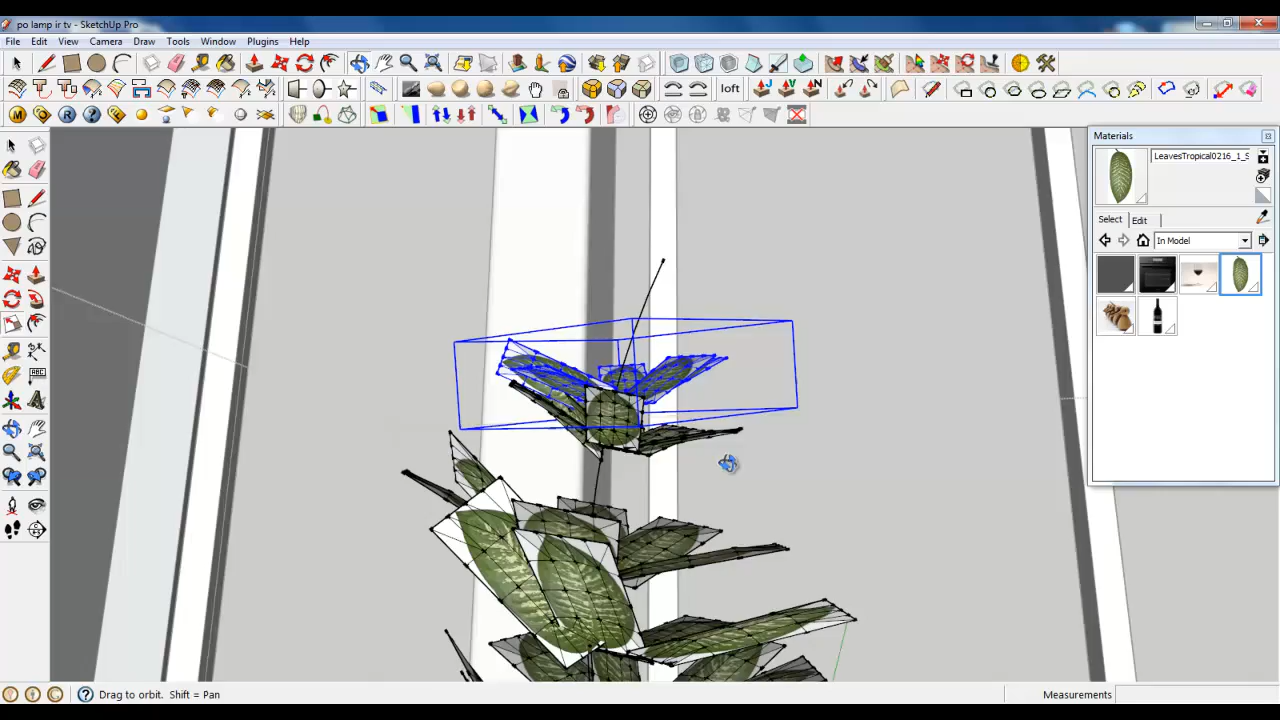 po lamp ir tv - SketchUp Pro
File Edit View Camera Draw Tools Window Plugins Help
loft
M O R ?
Materials
LeavesTropical0216_1_S
Select Edit
In Model
ABC
Drag to orbit. Shift = Pan
Measurements